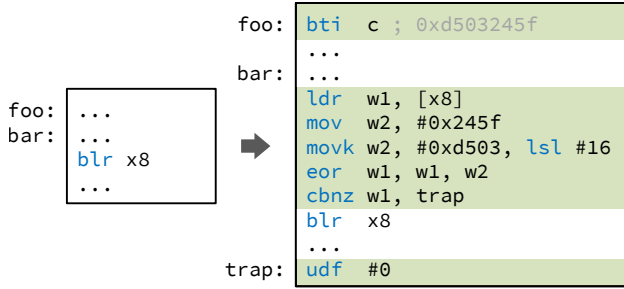 foo:
...
bar:
...
blr x8
...
foo: bti c ; 0xd503245f
...
bar: ...
ldr w1, [x8]
mov w2, #0x245f
movk w2, #0xd503, lsl #16
eor w1, w1, w2
cbnz w1, trap
blr x8
...
trap: udf #0